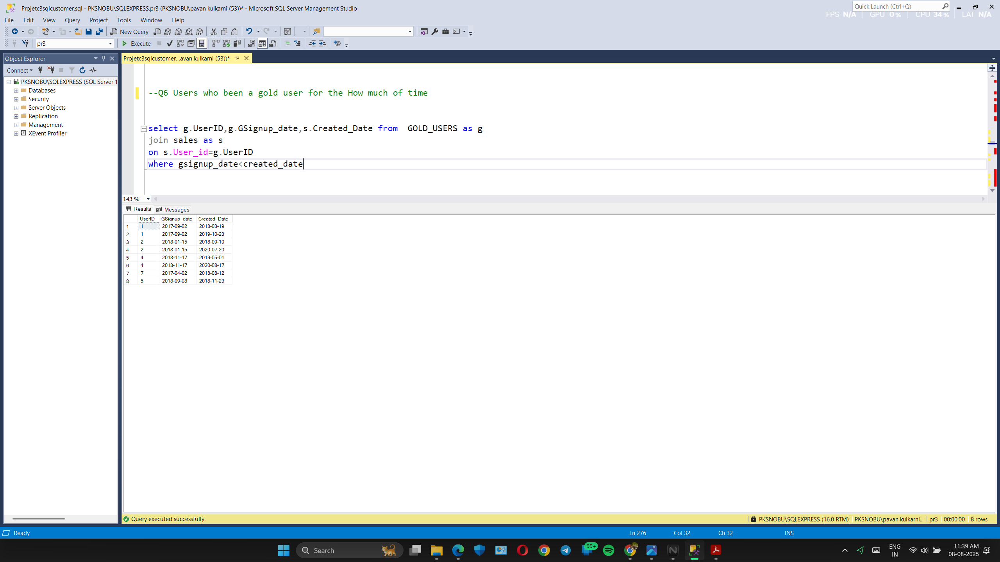 Projetc3sqlcustomer.sql - PKSNOBU\SQLEXPRESS.pr3 (PKSNOBU\pavan kulkarni (53))* - Microsoft SQL Server Management Studio
Quick Launch (Ctrl+Q)
FPS N/A GPU 0% CPU 34% LAT N/A
File Edit View Query Project Tools Window Help
New Query
MDX DMX XMLA DAX
pr3
Execute
Object Explorer
Projetc3sqlcustomer...avan kulkarni (53))*
Connect
PKSNOBU\SQLEXPRESS (SQL Server 1
Databases
Security
Server Objects
Replication
Management
XEvent Profiler
--Q6 Users who been a gold user for the How much of time
select g.UserID,g.GSignup_date,s.Created_Date from  GOLD_USERS as g
join sales as s
on s.User_id=g.UserID
where gsignup_date<created_date
143 %
Results Messages
UserID GSignup_date Created_Date
1 1 2017-09-02 2018-03-19
2 1 2017-09-02 2019-10-23
3 2 2018-01-15 2018-09-10
4 2 2018-01-15 2020-07-20
5 4 2018-11-17 2019-05-01
6 4 2018-11-17 2020-08-17
7 7 2017-04-02 2018-08-12
8 5 2018-09-08 2018-11-23
Query executed successfully.
PKSNOBU\SQLEXPRESS (16.0 RTM) PKSNOBU\pavan kulkarni... pr3 00:00:00 8 rows
Ready
Ln 276 Col 32 Ch 32 INS
Search
99+
ENG
IN
11:39 AM
08-08-2025